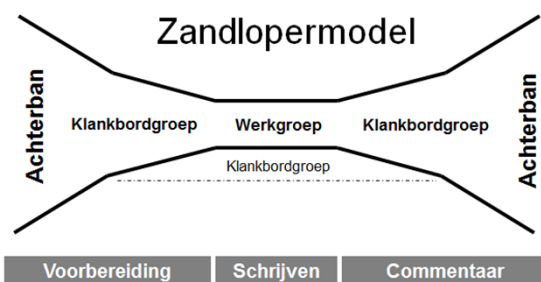 Zandlopermodel
Achterban
Klankbordgroep
Werkgroep
Klankbordgroep
Achterban
Klankbordgroep
Voorbereiding
Schrijven
Commentaar